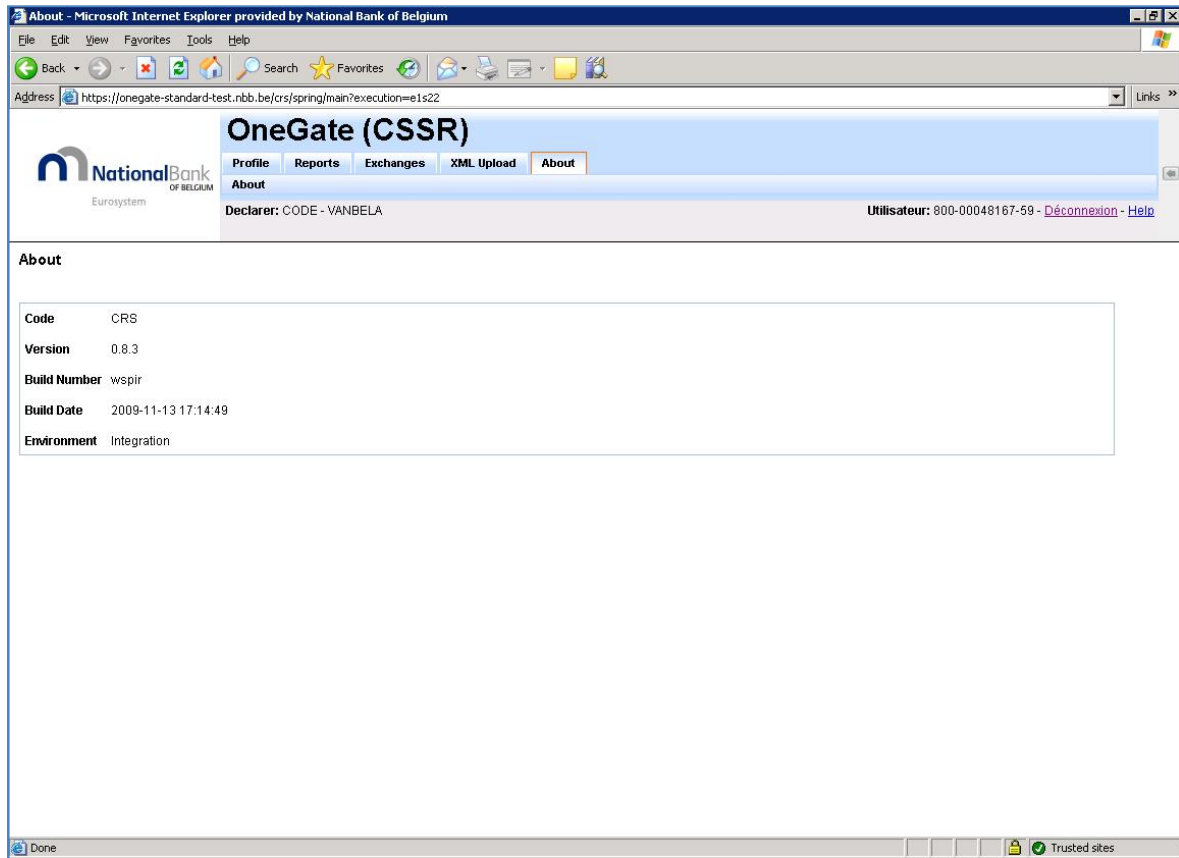 About - Microsoft Internet Explorer provided by National Bank of Belgium
File Edit View Favorites Tools Help
Back Search Favorites
Address https://onegate-standard-test.nbb.be/crs/spring/main?execution=e1s22 Links »
OneGate (CSSR)
NationalBank
OF BELGIUM
Eurosystem
Profile Reports Exchanges XML Upload About
About
Declarer: CODE - VANBELA Utilisateur: 800-00048167-59 - Déconnexion - Help
About
Code CRS
Version 0.8.3
Build Number wspir
Build Date 2009-11-13 17:14:49
Environment Integration
Done Trusted sites